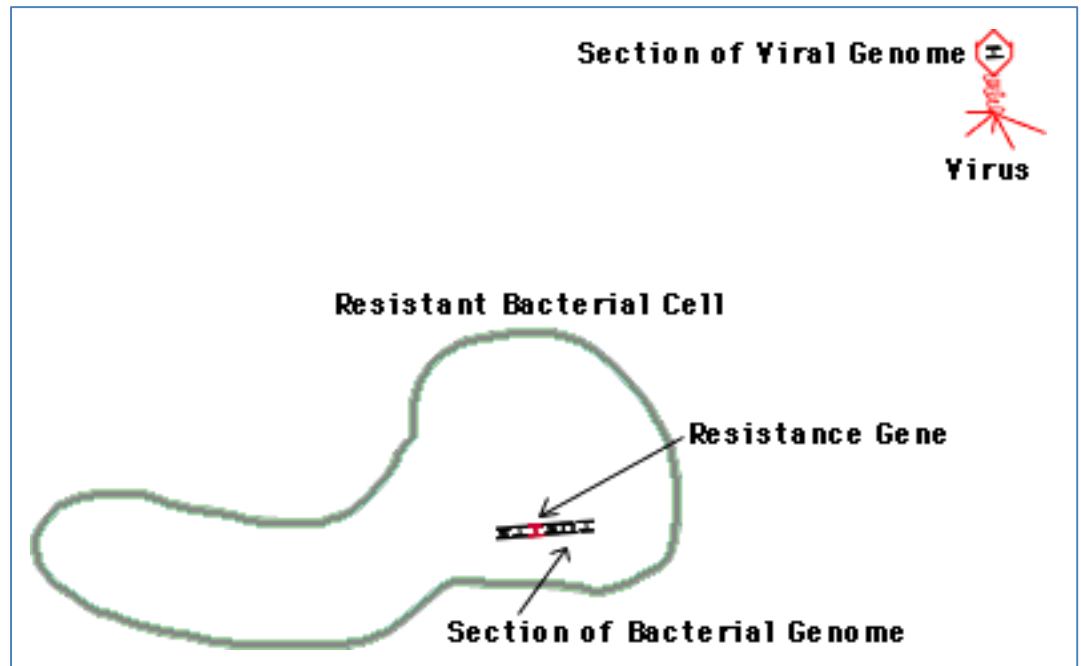 Section of Viral Genome
Virus
Resistant Bacterial Cell
Resistance Gene
Section of Bacterial Genome